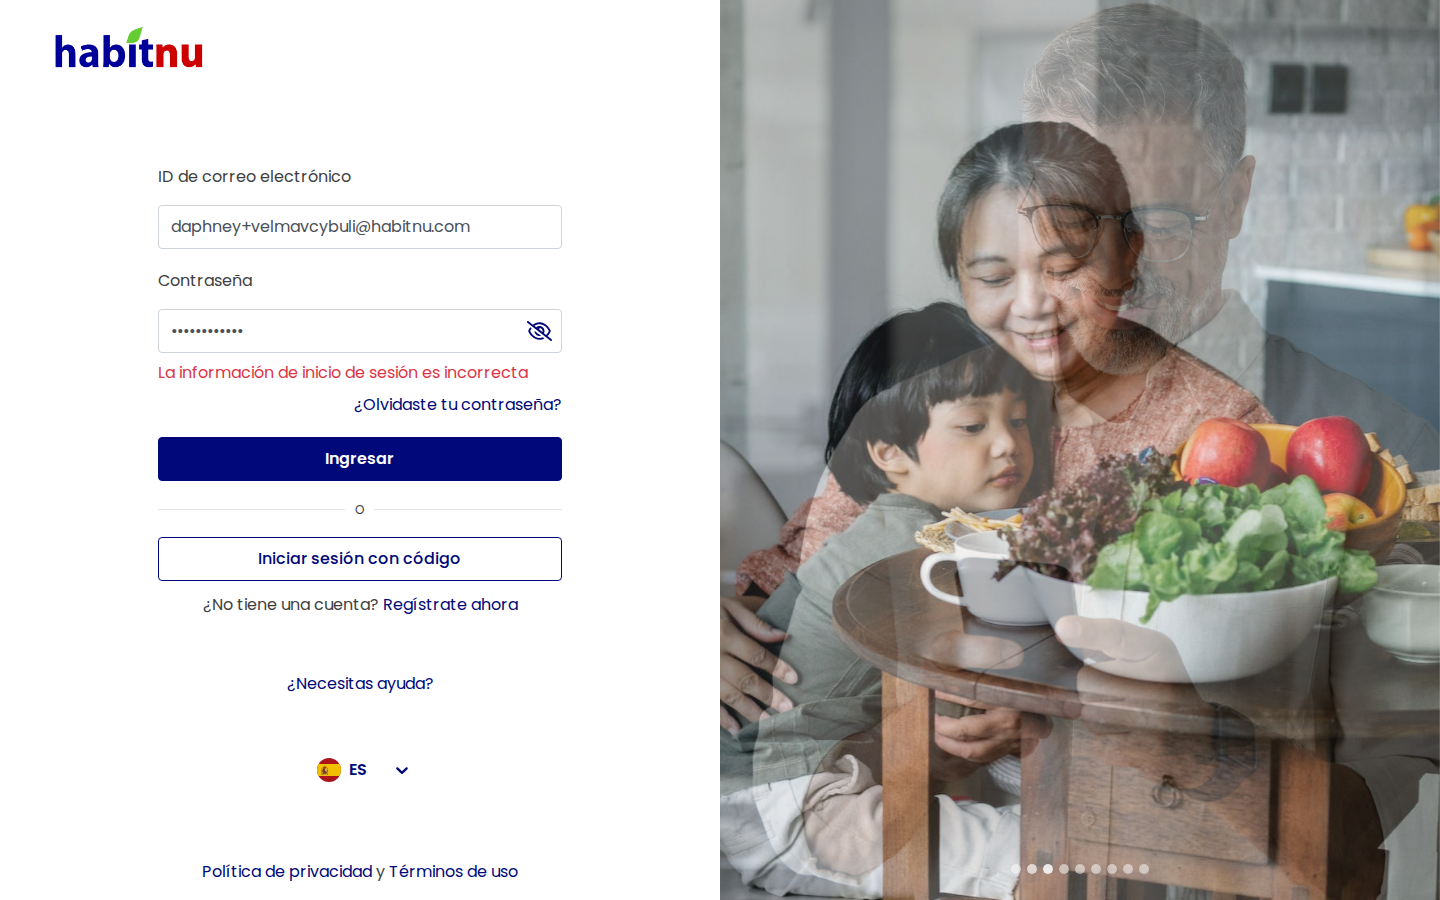 habitnu
ID de correo electrónico
daphney+velmavcybuli@habitnu.com
Contraseña
••••••••••••
La información de inicio de sesión es incorrecta
¿Olvidaste tu contraseña?
Ingresar
O
Iniciar sesión con código
¿No tiene una cuenta? Regístrate ahora
¿Necesitas ayuda?
ES
Política de privacidad y Términos de uso